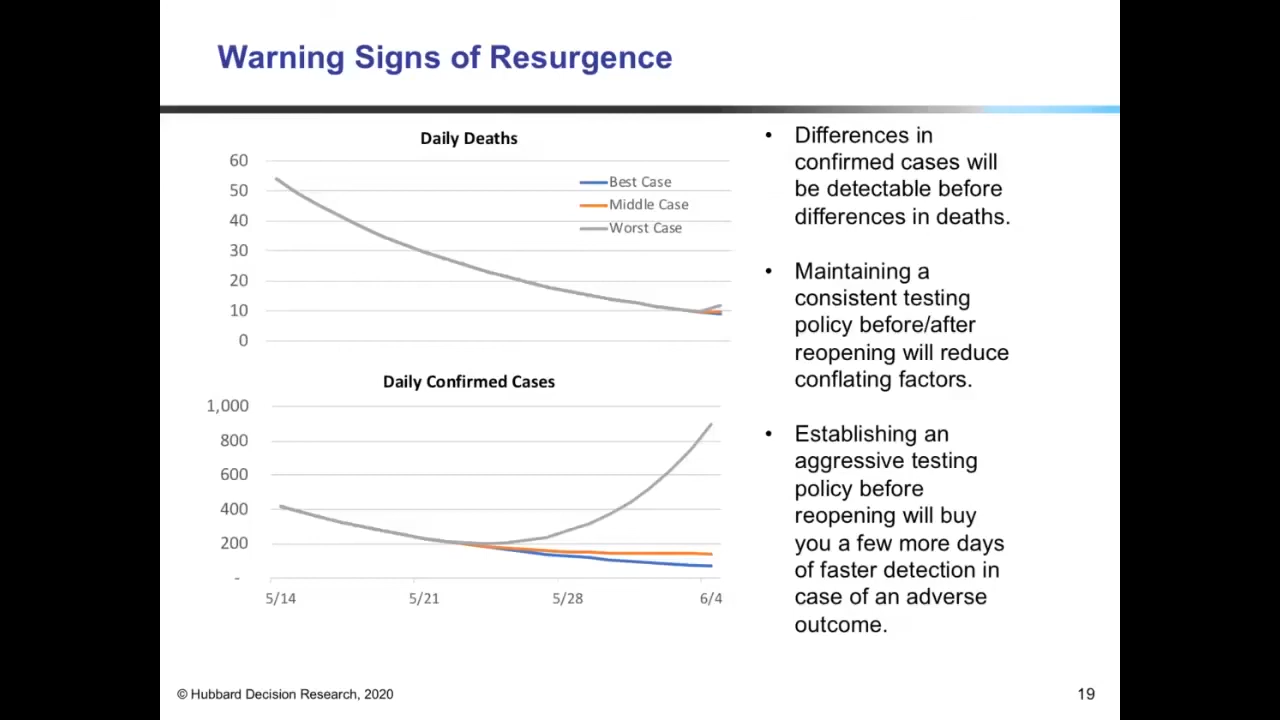 Warning Signs of Resurgence
Daily Deaths
60
50
40
30
20
10
0
Best Case
Middle Case
Worst Case
Daily Confirmed Cases
1,000
800
600
400
200
-
5/14
5/21
5/28
6/4
• Differences in
confirmed cases will
be detectable before
differences in deaths.
• Maintaining a
consistent testing
policy before/after
reopening will reduce
conflating factors.
• Establishing an
aggressive testing
policy before
reopening will buy
you a few more days
of faster detection in
case of an adverse
outcome.
© Hubbard Decision Research, 2020
19